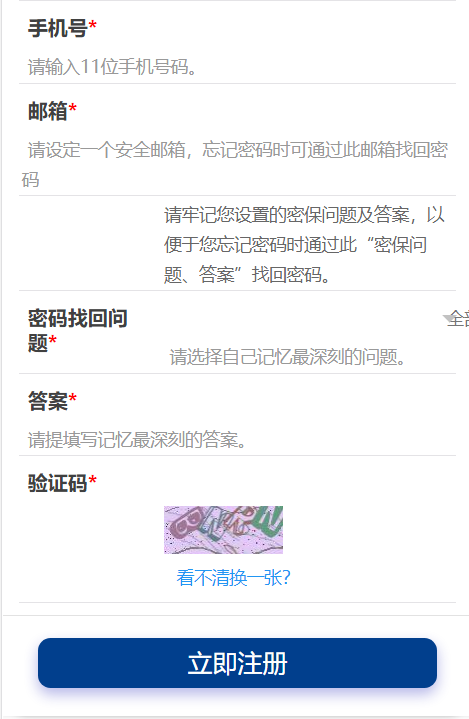 手机号*
请输入11位手机号码。
邮箱*
请设定一个安全邮箱，忘记密码时可通过此邮箱找回密
码
请牢记您设置的密保问题及答案，以
便于您忘记密码时通过此“密保问
题、答案”找回密码。
密码找回问
题*
全部
请选择自己记忆最深刻的问题。
答案*
请提填写记忆最深刻的答案。
验证码*
看不清换一张？
立即注册